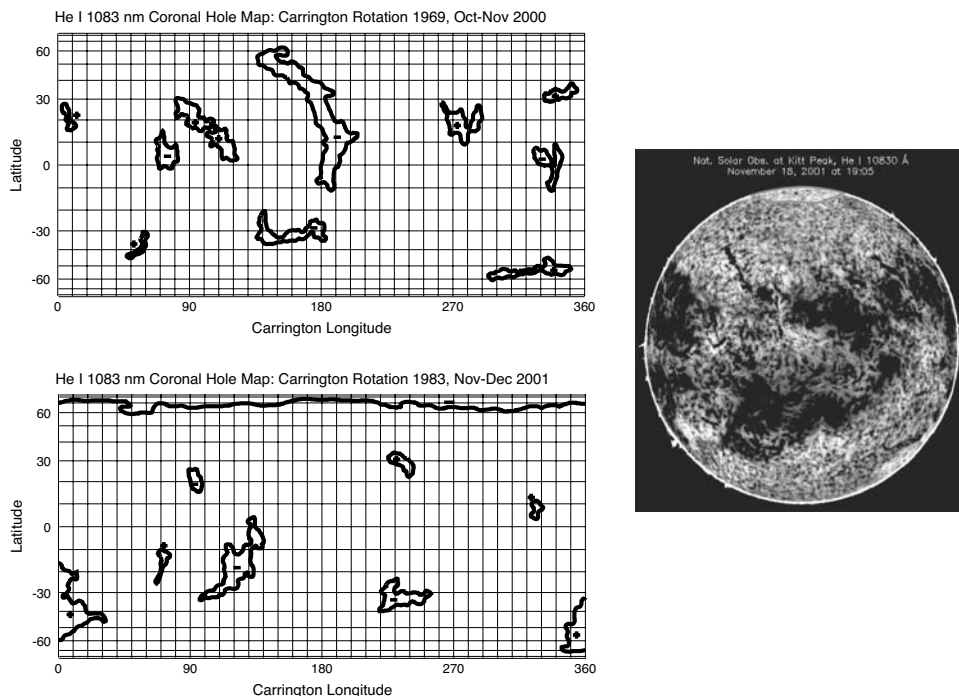 He I 1083 nm Coronal Hole Map: Carrington Rotation 1969, Oct-Nov 2000
60
30
0
-30
-60
Latitude
0 90 180 270 360
Carrington Longitude
Nat. Solar Obs. at Kitt Peak, He I 10830 Å
November 18, 2001 at 19:05
He I 1083 nm Coronal Hole Map: Carrington Rotation 1983, Nov-Dec 2001
60
30
0
-30
-60
Latitude
0 90 180 270 360
Carrington Longitude